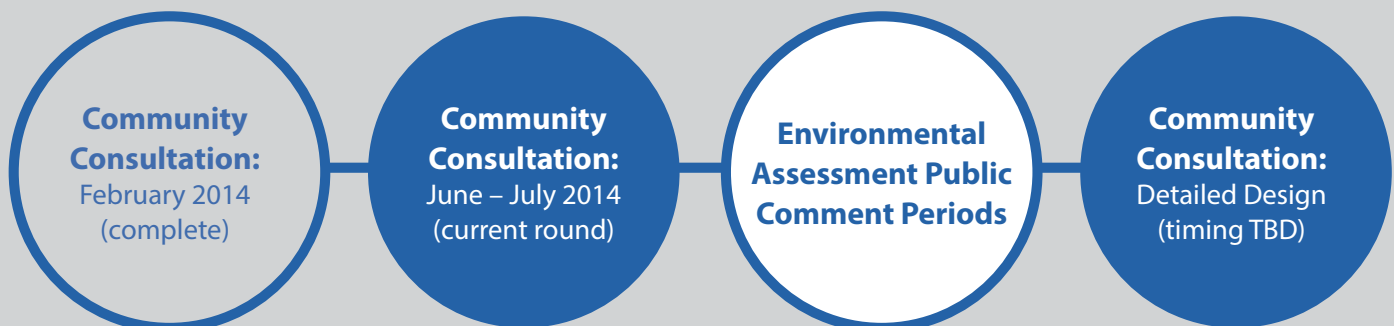 Community
Consultation:
February 2014
(complete)
Community
Consultation:
June – July 2014
(current round)
Environmental
Assessment Public
Comment Periods
Community
Consultation:
Detailed Design
(timing TBD)